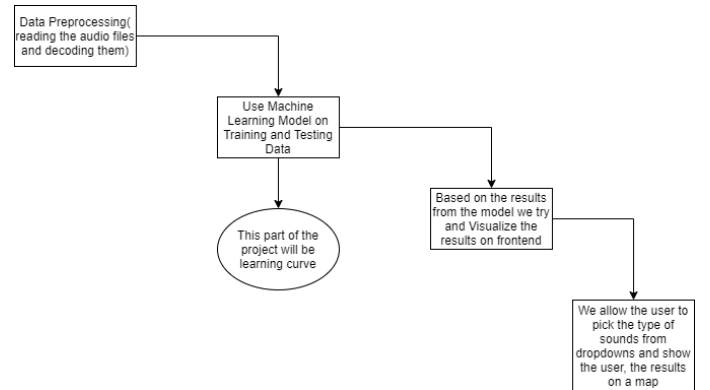 Data Preprocessing(
reading the audio files
and decoding them)
Use Machine
Learning Model on
Training and Testing
Data
This part of the
project will be
learning curve
Based on the results
from the model we try
and Visualize the
results on frontend
We allow the user to
pick the type of
sounds from
dropdowns and show
the user, the results
on a map